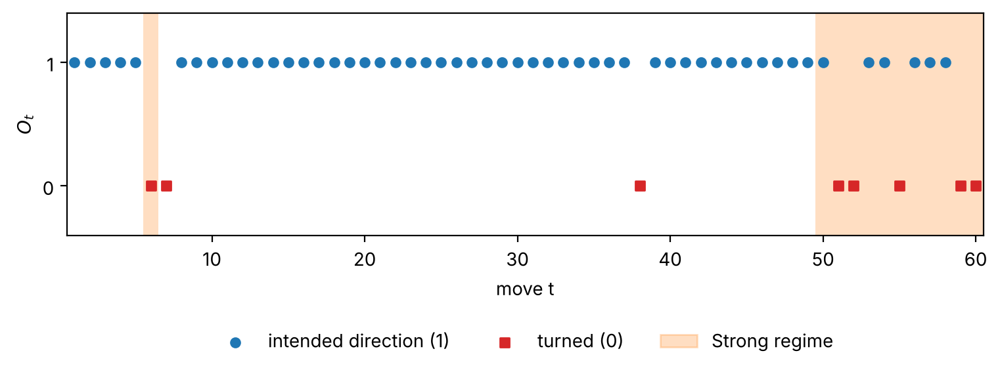 1
0
O_t
10 20 30 40 50 60
move t
intended direction (1) turned (0) Strong regime